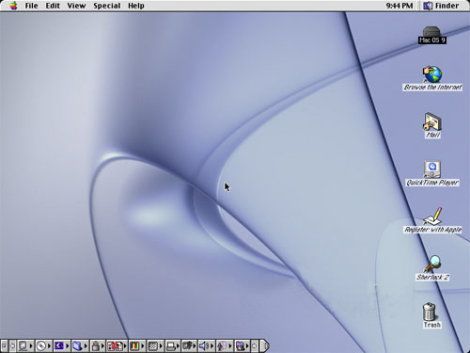 File Edit View Special Help 9:44 PM Finder
Mac OS 9
Browse the Internet
Mail
QuickTime Player
Register with Apple
Sherlock 2
Trash